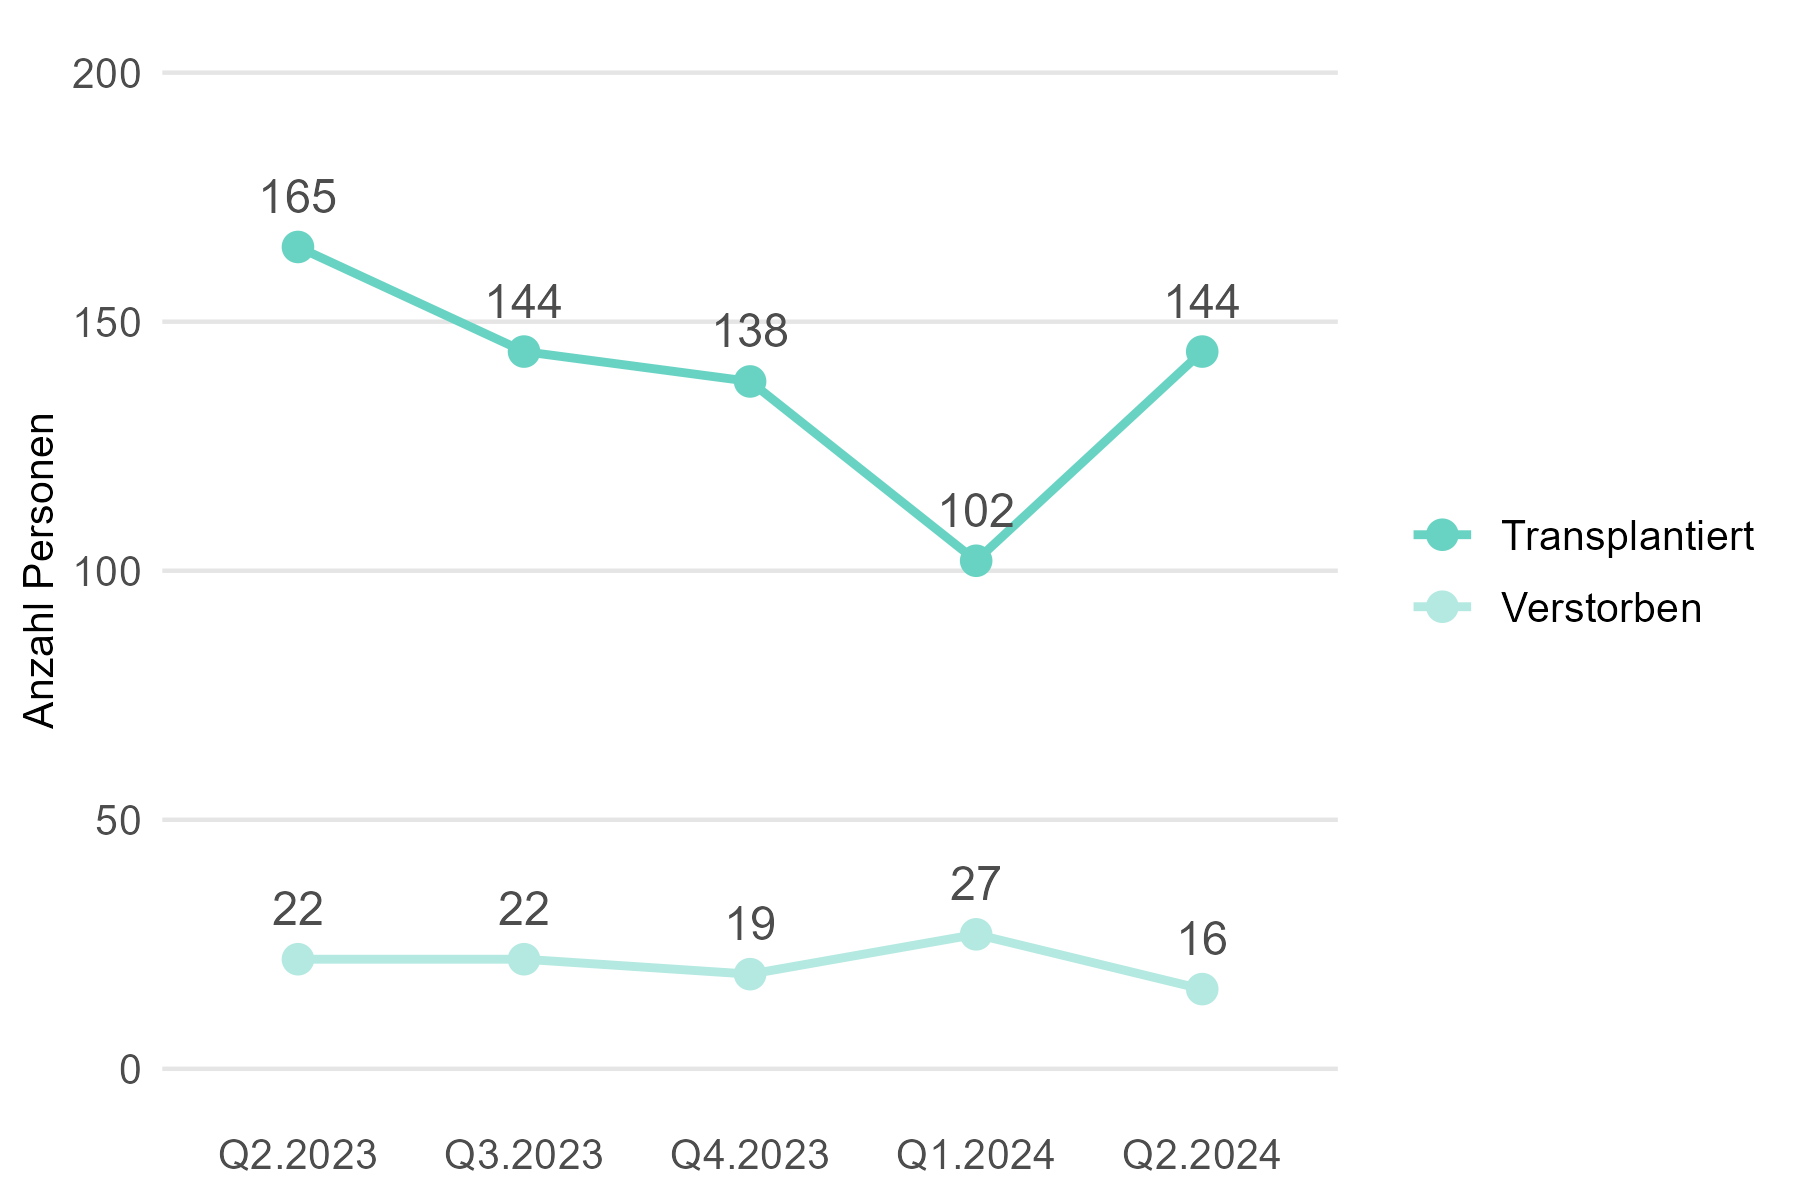 200
150
100
50
0
Anzahl Personen
165
144
138
102
144
22
22
19
27
16
Q2.2023
Q3.2023
Q4.2023
Q1.2024
Q2.2024
Transplantiert
Verstorben